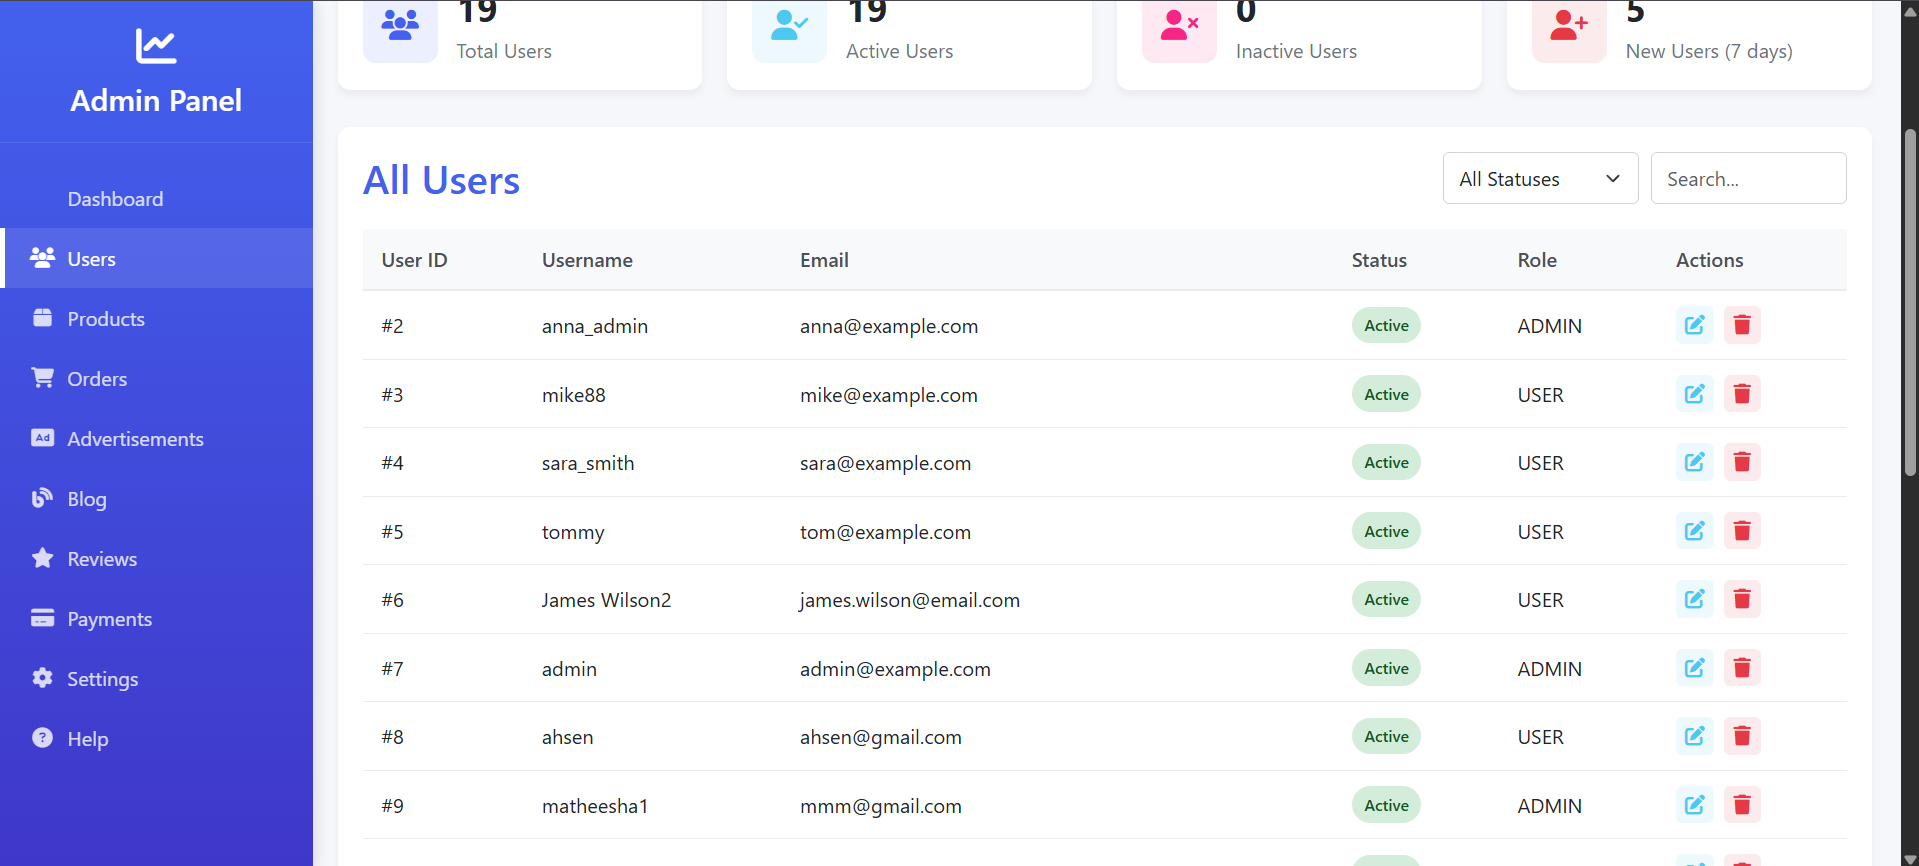 Admin Panel
Dashboard
Users
Products
Orders
Ad Advertisements
Blog
Reviews
Payments
Settings
? Help
19
Total Users
19
Active Users
0
Inactive Users
5
New Users (7 days)
All Users
All Statuses
Search...
User ID Username Email Status Role Actions
#2 anna_admin anna@example.com Active ADMIN
#3 mike88 mike@example.com Active USER
#4 sara_smith sara@example.com Active USER
#5 tommy tom@example.com Active USER
#6 James Wilson2 james.wilson@email.com Active USER
#7 admin admin@example.com Active ADMIN
#8 ahsen ahsen@gmail.com Active USER
#9 matheesha1 mmm@gmail.com Active ADMIN